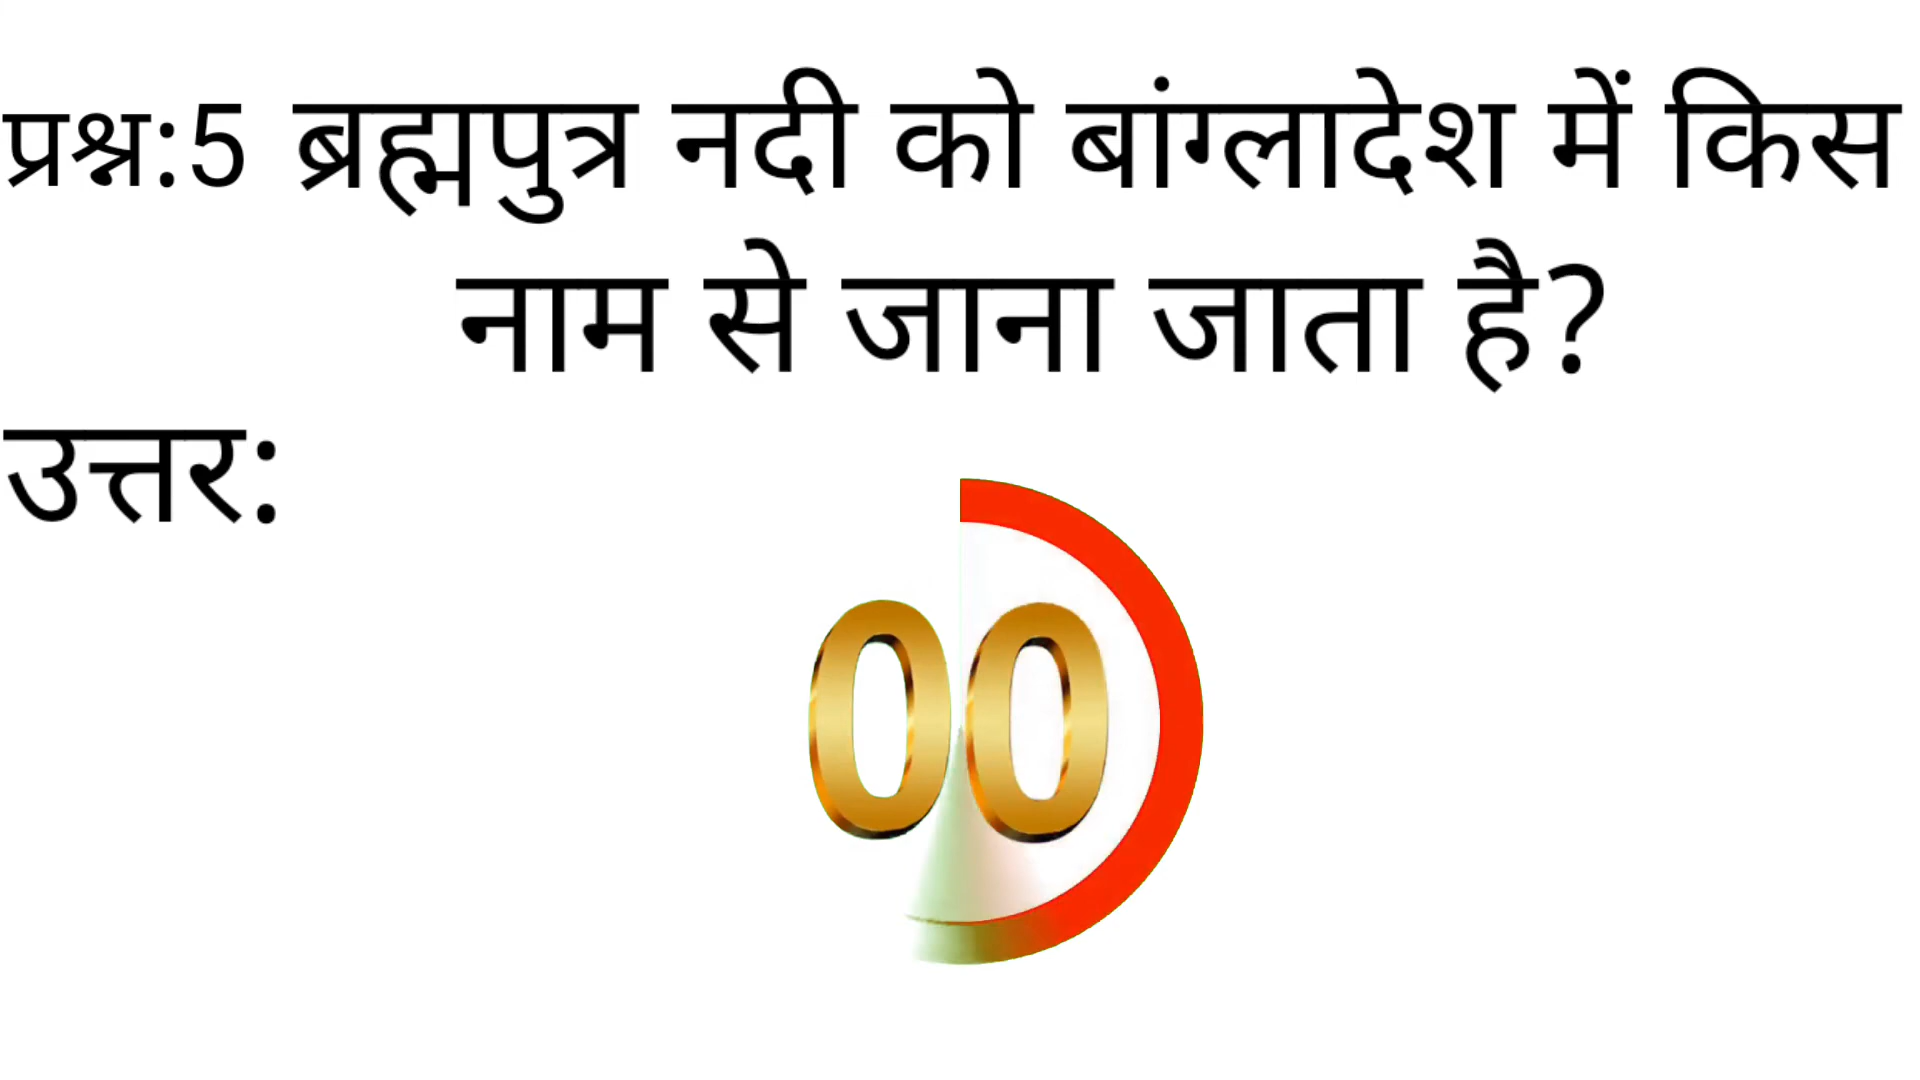 प्रश्न:5 ब्रह्मपुत्र नदी को बांग्लादेश में किस
नाम से जाना जाता है?
उत्तर:
00